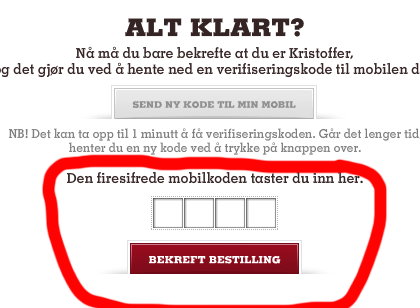 ALT KLART?
Nå må du bare bekrefte at du er Kristoffer,
og det gjør du ved å hente ned en verifiseringskode til mobilen d
SEND NY KODE TIL MIN MOBIL
NB! Det kan ta opp til 1 minutt å få verifiseringskoden. Går det lenger tid
henter du en ny kode ved å trykke på knappen over.
Den firesifrede mobilkoden taster du inn her.
BEKREFT BESTILLING